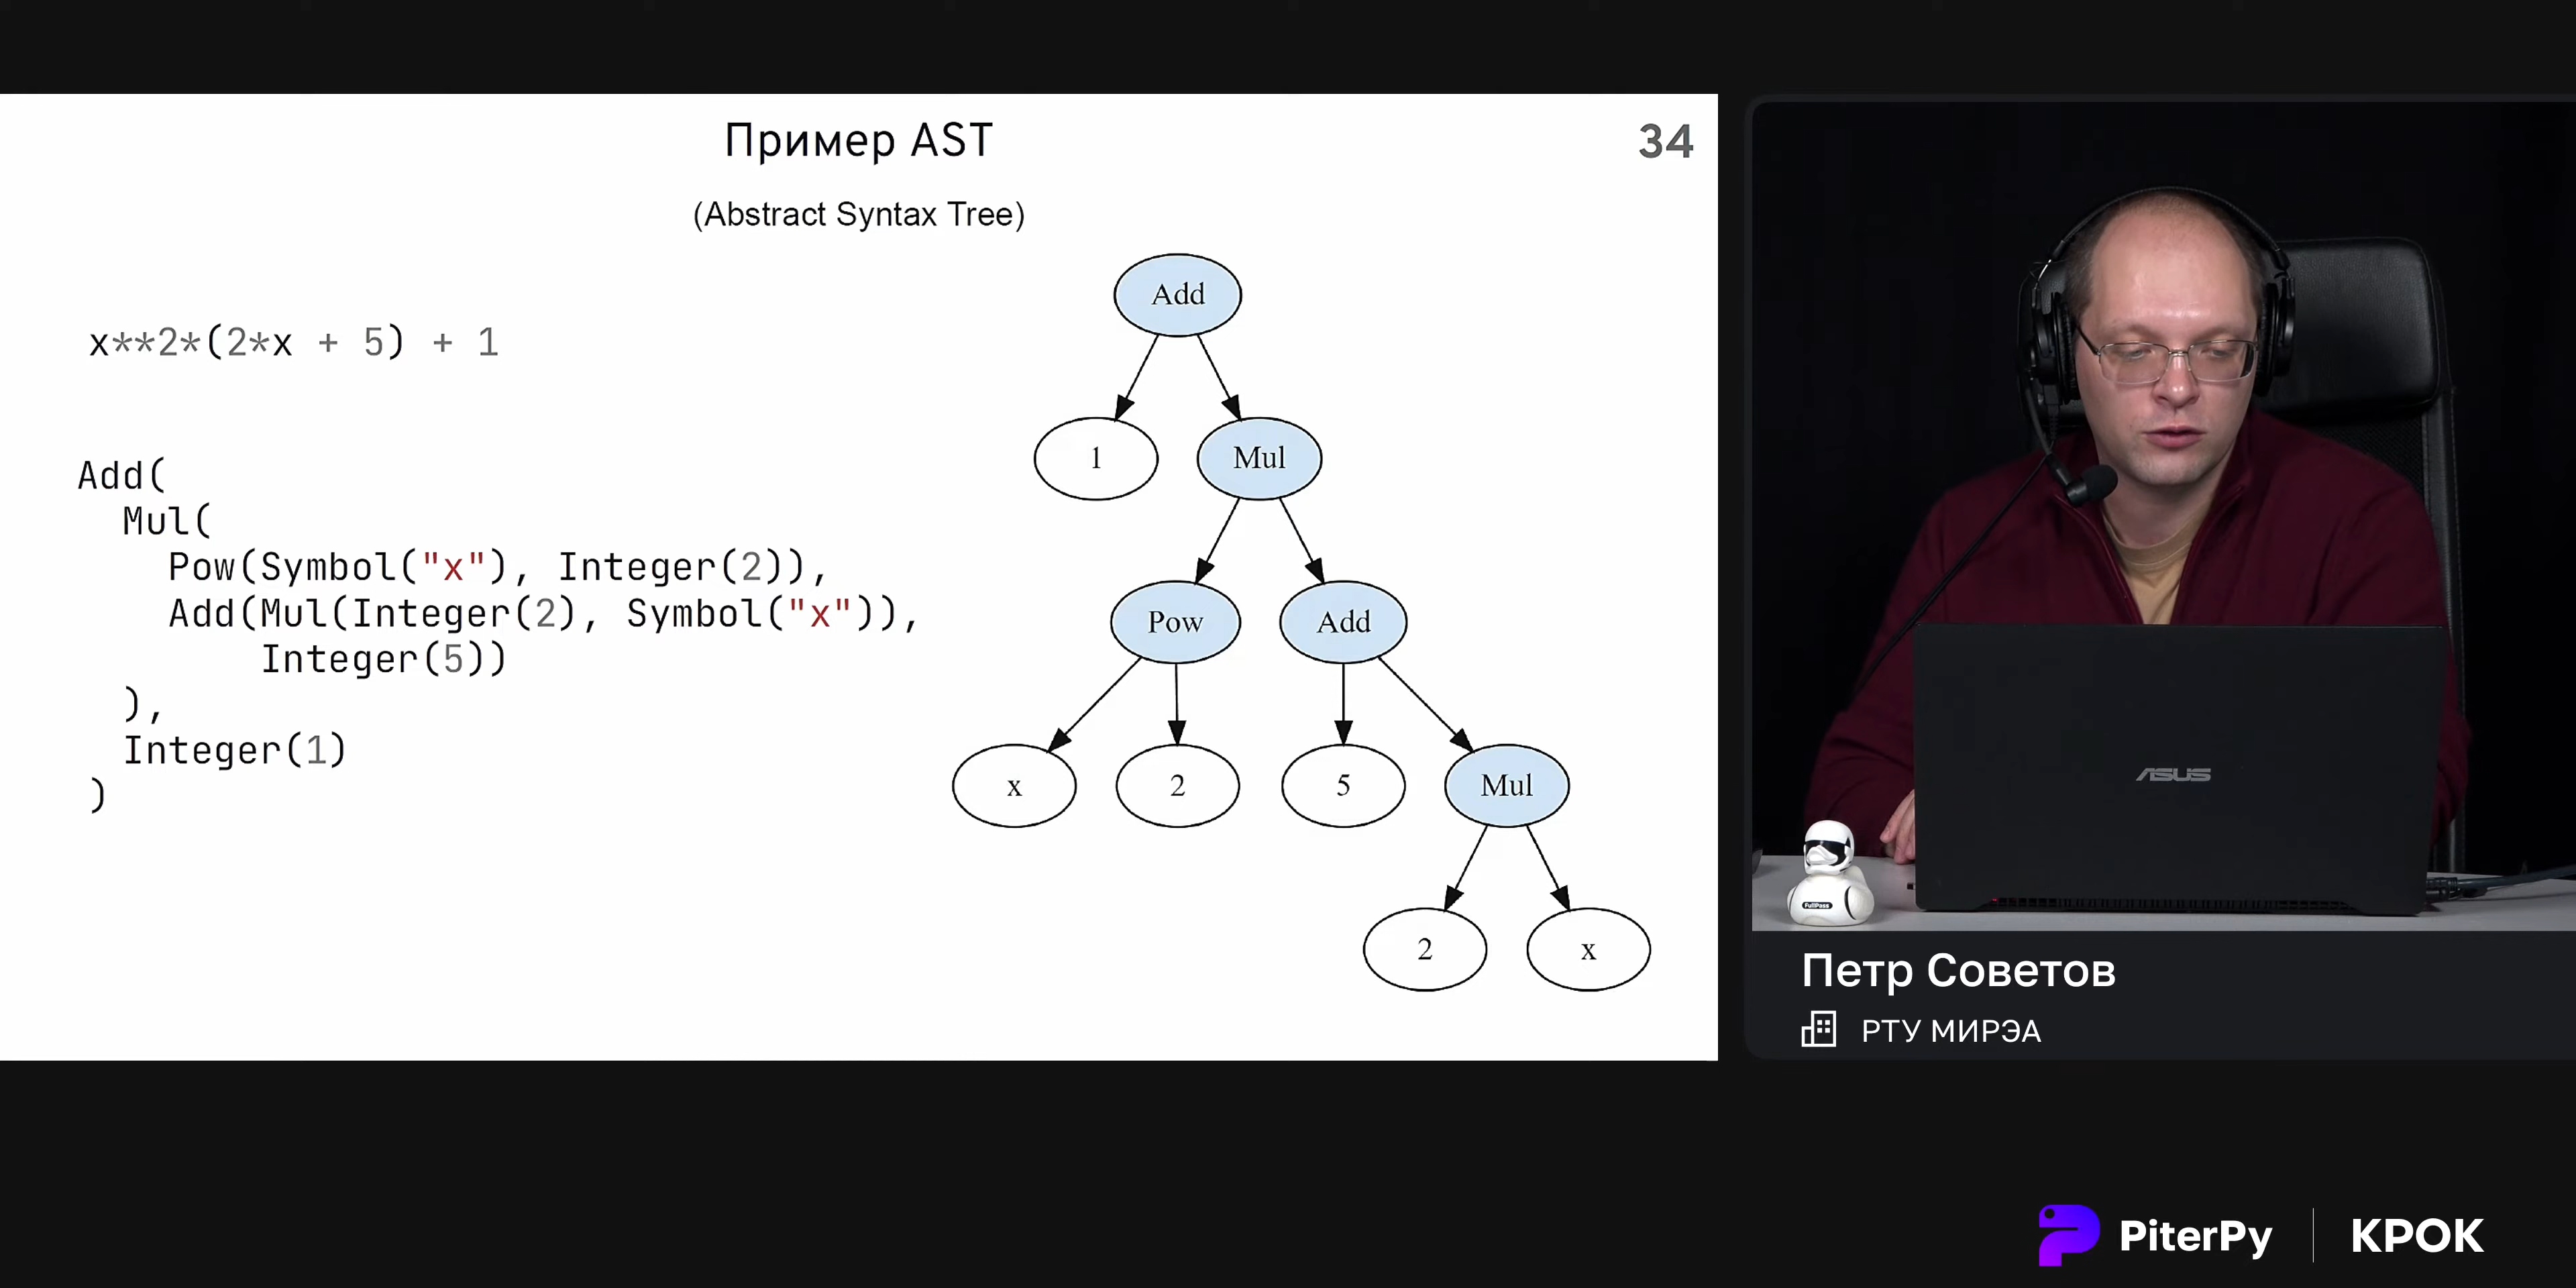 Пример AST
34
(Abstract Syntax Tree)
x**2*(2*x + 5) + 1
Add(
Mul(
Pow(Symbol("x"), Integer(2)),
Add(Mul(Integer(2), Symbol("x")),
Integer(5))
),
Integer(1)
)
Add
1
Mul
Pow
Add
x
2
5
Mul
2
x
ASUS
FullPass
Петр Советов
РТУ МИРЭА
PiterPy
КРОК